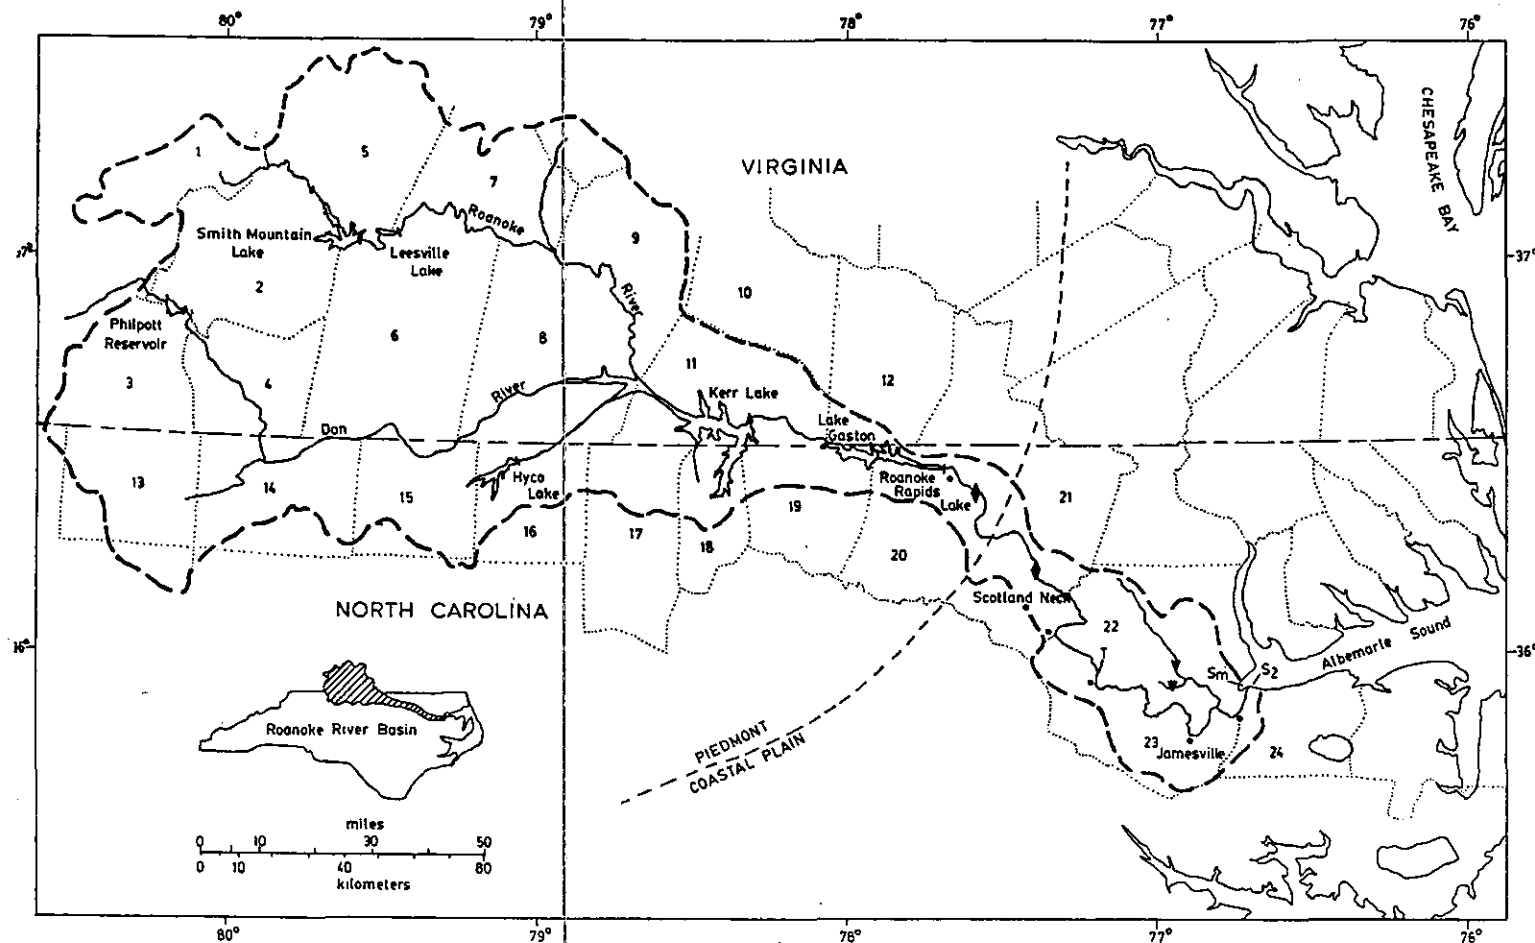 80°
79°
78°
77°
76°
CHESAPEAKE BAY
1
5
VIRGINIA
7
Roanoke
Smith Mountain
Lake
Leesville
Lake
9
37°
37°
2
10
River
Philpott
Reservoir
6
8
3
4
11
12
River
Kerr Lake
Dan
Lake
Gaston
13
14
15
Hyco
Lake
Roanoke
Rapids
Lake
21
19
16
17
18
20
NORTH CAROLINA
Scotland Neck
22
36°
36°
Albemarle Sound
Sm
S2
Roanoke River Basin
PIEDMONT
COASTAL PLAIN
23
Jamesville
24
miles
0 10 30 50
0 10 40 80
kilometers
80°
79°
78°
77°
76°